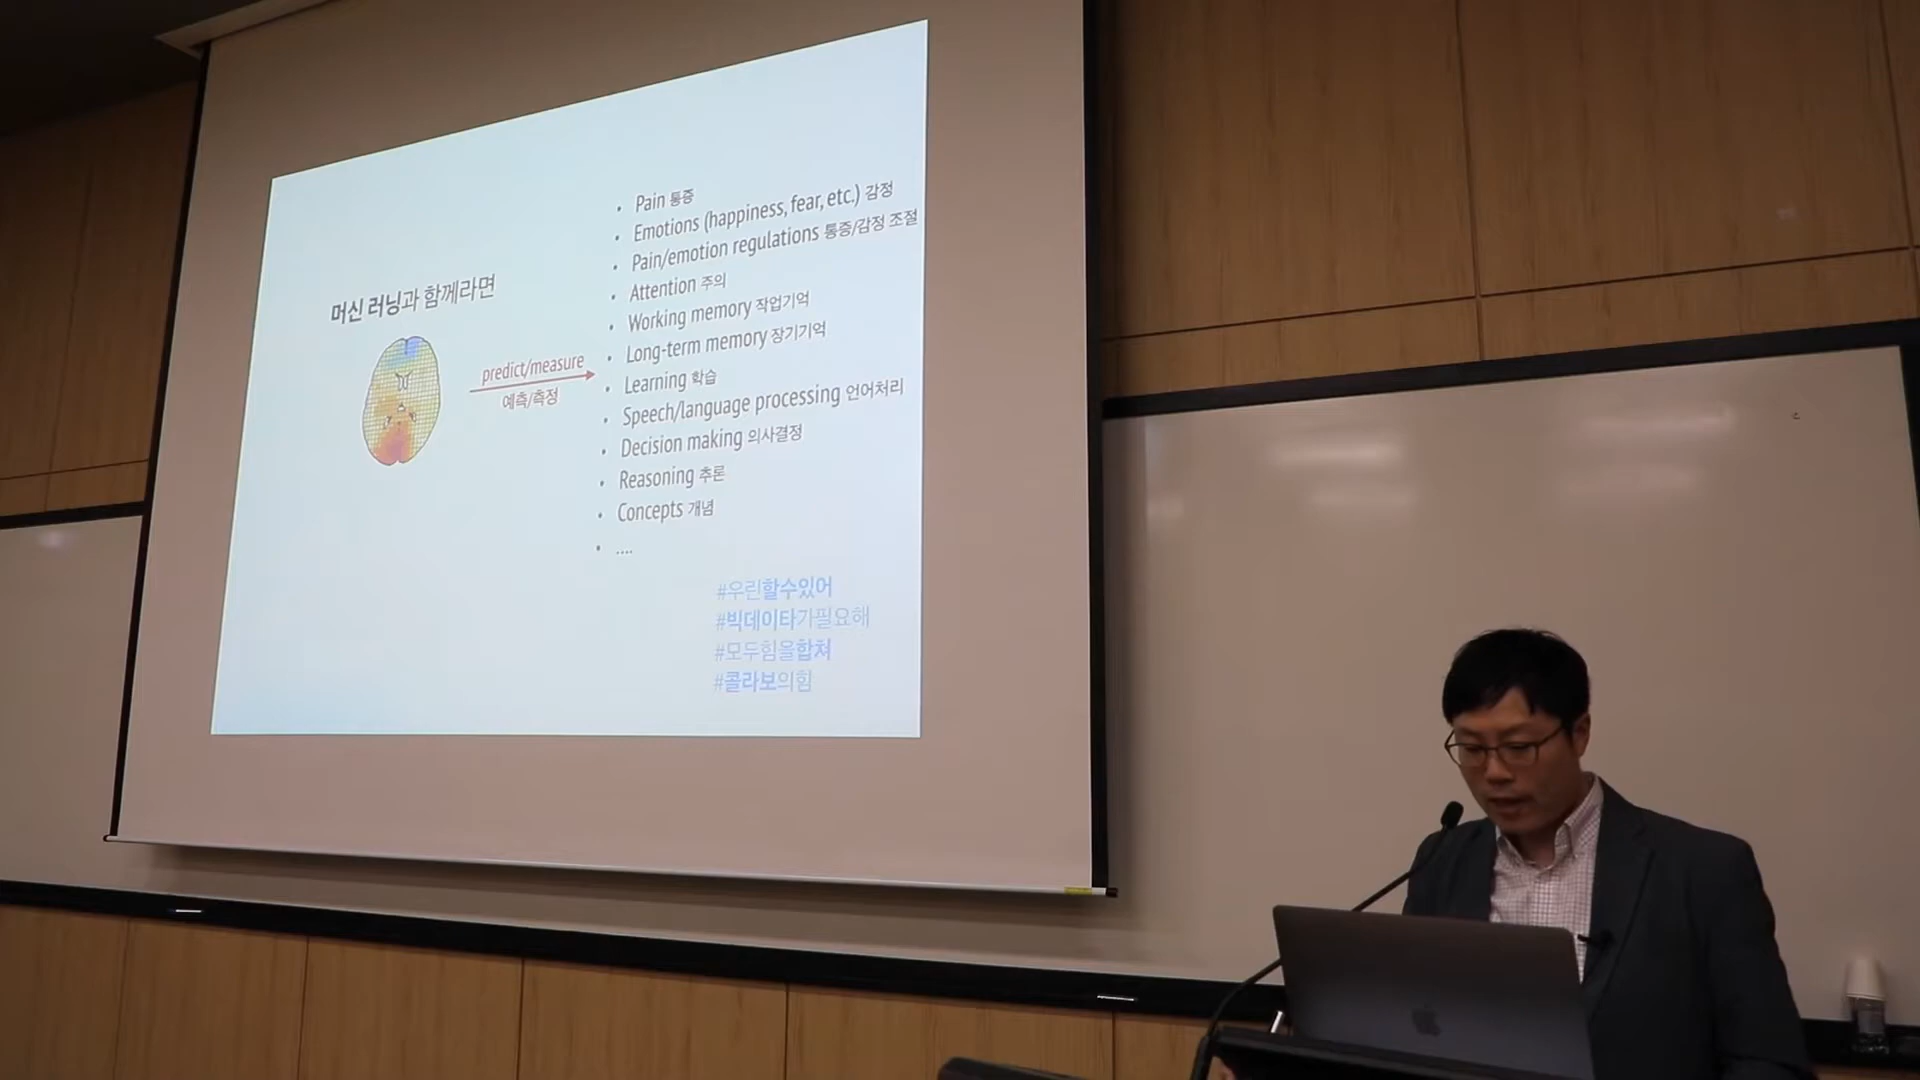 머신 러닝과 함께라면
predict/measure
예측/측정
• Pain 통증
• Emotions (happiness, fear, etc.) 감정
• Pain/emotion regulations 통증/감정 조절
• Attention 주의
• Working memory 작업기억
• Long-term memory 장기기억
• Learning 학습
• Speech/language processing 언어처리
• Decision making 의사결정
• Reasoning 추론
• Concepts 개념
• ....
#우린할수있어
#빅데이타가필요해
#모두힘을합쳐
#콜라보의힘